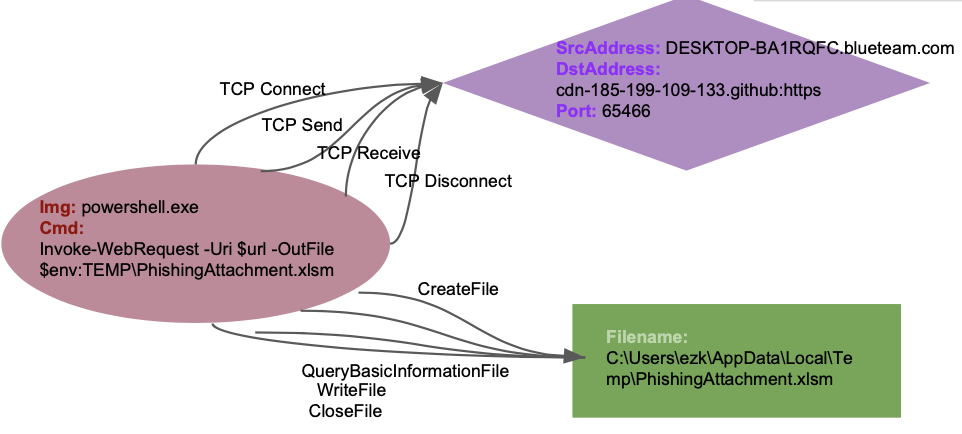 SrcAddress: DESKTOP-BA1RQFC.blueteam.com
DstAddress:
cdn-185-199-109-133.github:https
Port: 65466
TCP Connect
TCP Send
TCP Receive
TCP Disconnect
Img: powershell.exe
Cmd:
Invoke-WebRequest -Uri $url -OutFile
$env:TEMP\PhishingAttachment.xlsm
CreateFile
QueryBasicInformationFile
WriteFile
CloseFile
Filename:
C:\Users\ezk\AppData\Local\Te
mp\PhishingAttachment.xlsm